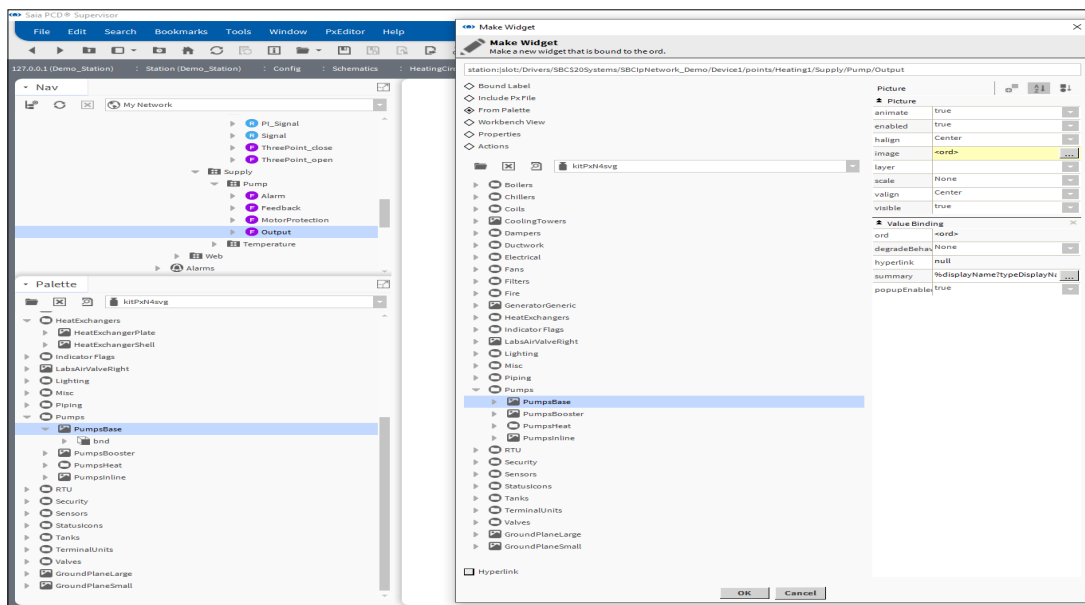 Saia PCD® Supervisor
File Edit Search Bookmarks Tools Window PxEditor Help
127.0.0.1 (Demo_Station) : Station (Demo_Station) : Config : Schematics : HeatingCirc
Nav
My Network
PI_Signal
Signal
ThreePoint_close
ThreePoint_open
Supply
Pump
Alarm
Feedback
MotorProtection
Output
Temperature
Web
Alarms
Palette
kitPxN4svg
HeatExchangers
HeatExchangerPlate
HeatExchangerShell
Indicator Flags
LabsAirValveRight
Lighting
Misc
Piping
Pumps
PumpsBase
bnd
PumpsBooster
PumpsHeat
PumpsInline
RTU
Security
Sensors
StatusIcons
Tanks
TerminalUnits
Valves
GroundPlaneLarge
GroundPlaneSmall
Make Widget
Make Widget
Make a new widget that is bound to the ord.
station:|slot:/Drivers/SBCS20Systems/SBCIpNetwork_Demo/Device1/points/Heating1/Supply/Pump/Output
Bound Label
Include Px File
From Palette
Workbench View
Properties
Actions
kitPxN4svg
Boilers
Chillers
Coils
CoolingTowers
Dampers
Ductwork
Electrical
Fans
Filters
Fire
GeneratorGeneric
HeatExchangers
Indicator Flags
LabsAirValveRight
Lighting
Misc
Piping
Pumps
PumpsBase
PumpsBooster
PumpsHeat
PumpsInline
RTU
Security
Sensors
StatusIcons
Tanks
TerminalUnits
Valves
GroundPlaneLarge
GroundPlaneSmall
Hyperlink
Picture
Picture
animate true
enabled true
halign Center
image <ord> ...
layer
scale None
valign Center
visible true
Value Binding
ord <ord>
degradeBehav None
hyperlink null
summary %displayName?typeDisplayNa ...
popupEnabled true
OK Cancel